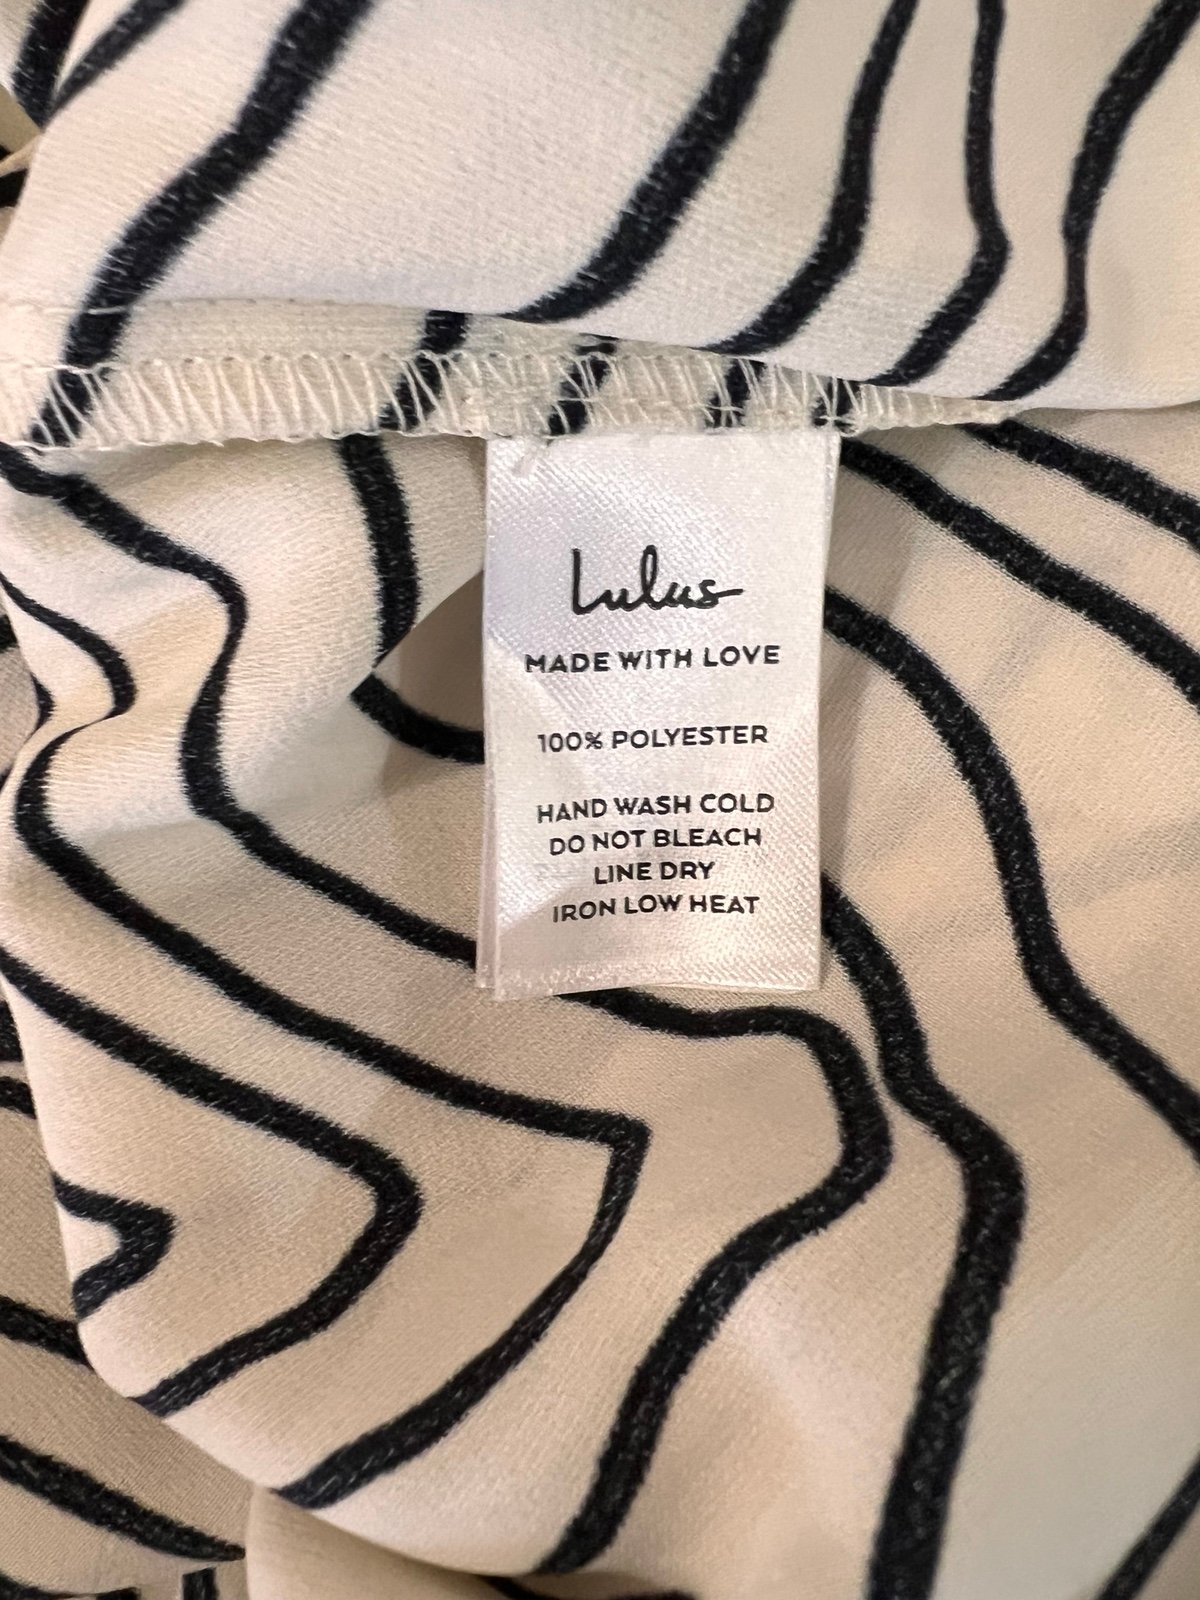 Lulus
MADE WITH LOVE
100% POLYESTER
HAND WASH COLD
DO NOT BLEACH
LINE DRY
IRON LOW HEAT